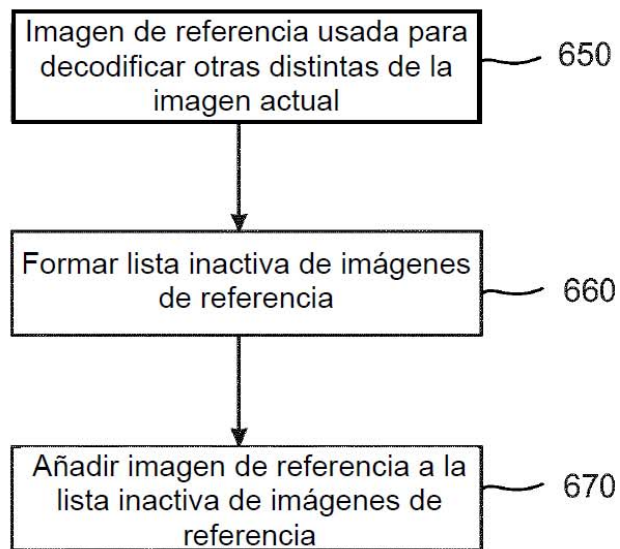 Imagen de referencia usada para
decodificar otras distintas de la
imagen actual
650
Formar lista inactiva de imágenes
de referencia
660
Añadir imagen de referencia a la
lista inactiva de imágenes de
referencia
670